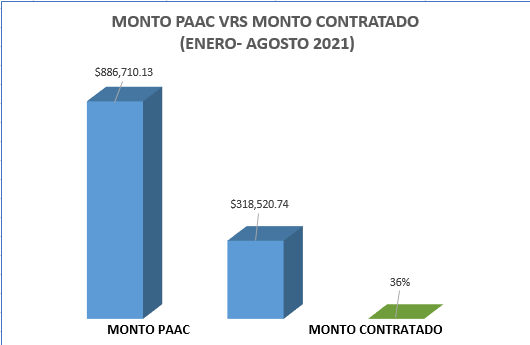 MONTO PAAC VRS MONTO CONTRATADO
(ENERO- AGOSTO 2021)
$886,710.13
$318,520.74
36%
MONTO PAAC
MONTO CONTRATADO